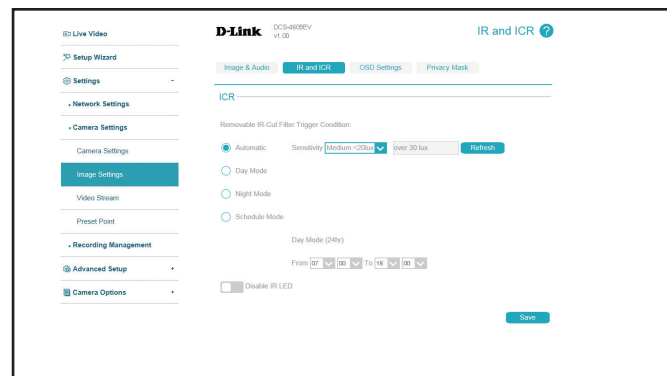 Live Video
Setup Wizard
Settings -
Network Settings
Camera Settings
Camera Settings
Image Settings
Video Stream
Preset Point
Recording Management
Advanced Setup +
Camera Options +
D-Link DCS-4605EV
v1.00
IR and ICR ?
Image & Audio IR and ICR OSD Settings Privacy Mask
ICR
Removable IR-Cut Filter Trigger Condition:
Automatic Sensitivity Medium:<20lux over 30 lux Refresh
Day Mode
Night Mode
Schedule Mode
Day Mode (24hr)
From 07 00 To 18 00
Disable IR LED
Save